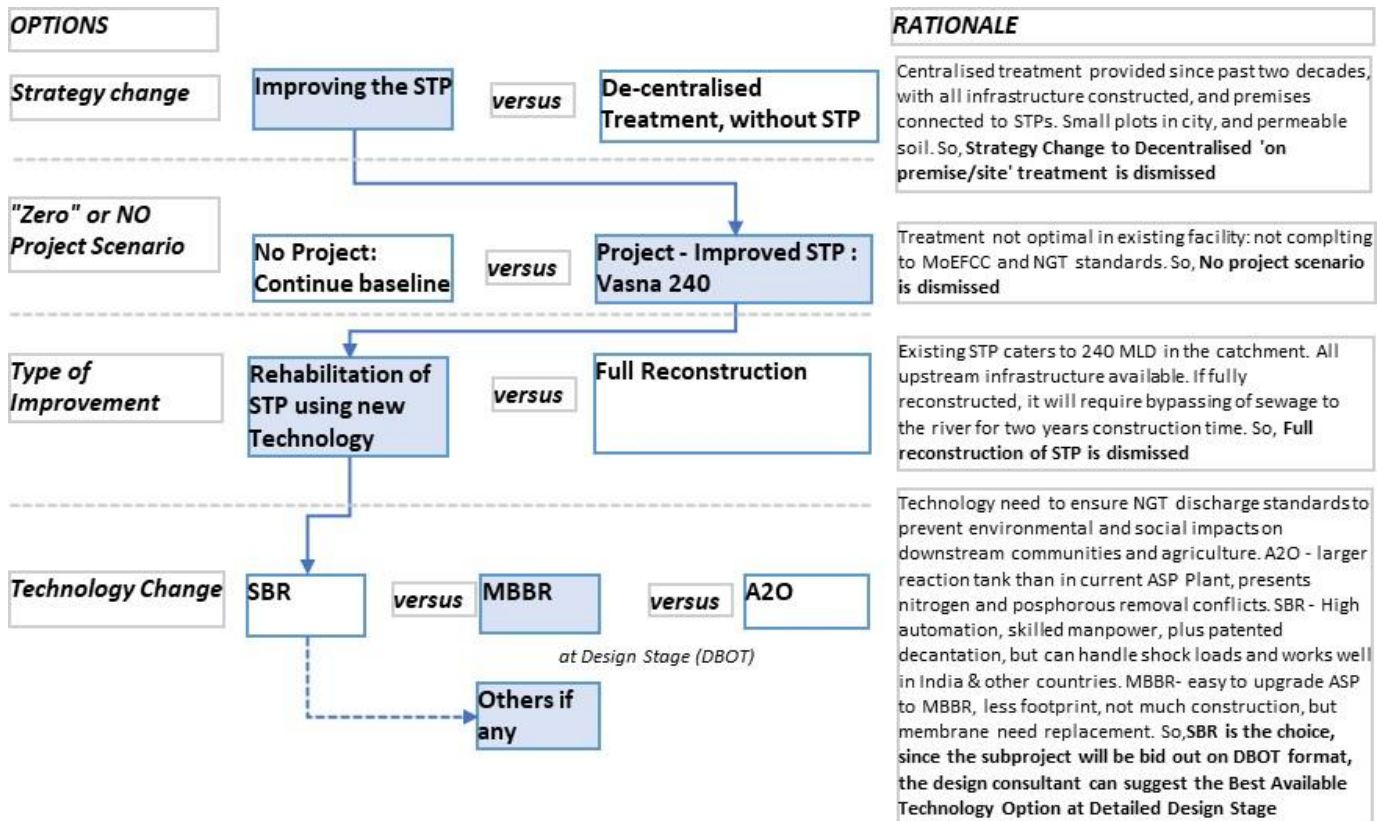 OPTIONS
RATIONALE
Strategy change
Improving the STP
versus
De-centralised
Treatment, without STP
Centralised treatment provided since past two decades,
with all infrastructure constructed, and premises
connected to STPs. Small plots in city, and permeable
soil. So, Strategy Change to Decentralised 'on
premise/site' treatment is dismissed
"Zero" or NO
Project Scenario
No Project:
Continue baseline
versus
Project - Improved STP :
Vasna 240
Treatment not optimal in existing facility: not complting
to MoEFCC and NGT standards. So, No project scenario
is dismissed
Type of
Improvement
Rehabilitation of
STP using new
Technology
versus
Full Reconstruction
Existing STP caters to 240 MLD in the catchment. All
upstream infrastructure available. If fully
reconstructed, it will require bypassing of sewage to
the river for two years construction time. So, Full
reconstruction of STP is dismissed
Technology Change
SBR
versus
MBBR
versus
A2O
at Design Stage (DBOT)
Others if
any
Technology need to ensure NGT discharge standards to
prevent environmental and social impacts on
downstream communities and agriculture. A2O - larger
reaction tank than in current ASP Plant, presents
nitrogen and posphorous removal conflicts. SBR - High
automation, skilled manpower, plus patented
decantation, but can handle shock loads and works well
in India & other countries. MBBR- easy to upgrade ASP
to MBBR, less footprint, not much construction, but
membrane need replacement. So,SBR is the choice,
since the subproject will be bid out on DBOT format,
the design consultant can suggest the Best Available
Technology Option at Detailed Design Stage